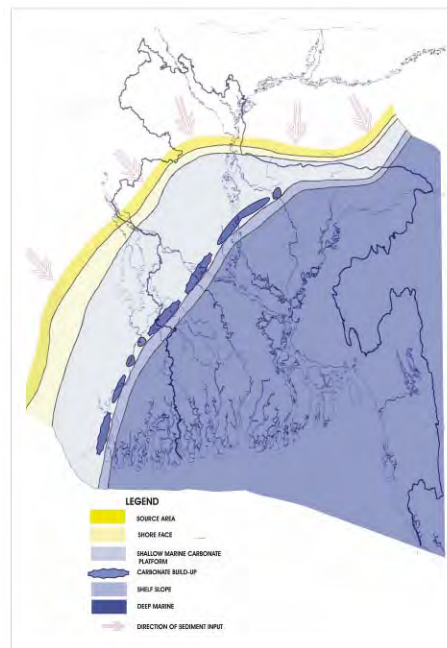 LEGEND
SOURCE AREA
SHORE FACE
SHALLOW MARINE CARBONATE
PLATFORM
CARBONATE BUILD-UP
SHELF SLOPE
DEEP MARINE
DIRECTION OF SEDIMENT INPUT